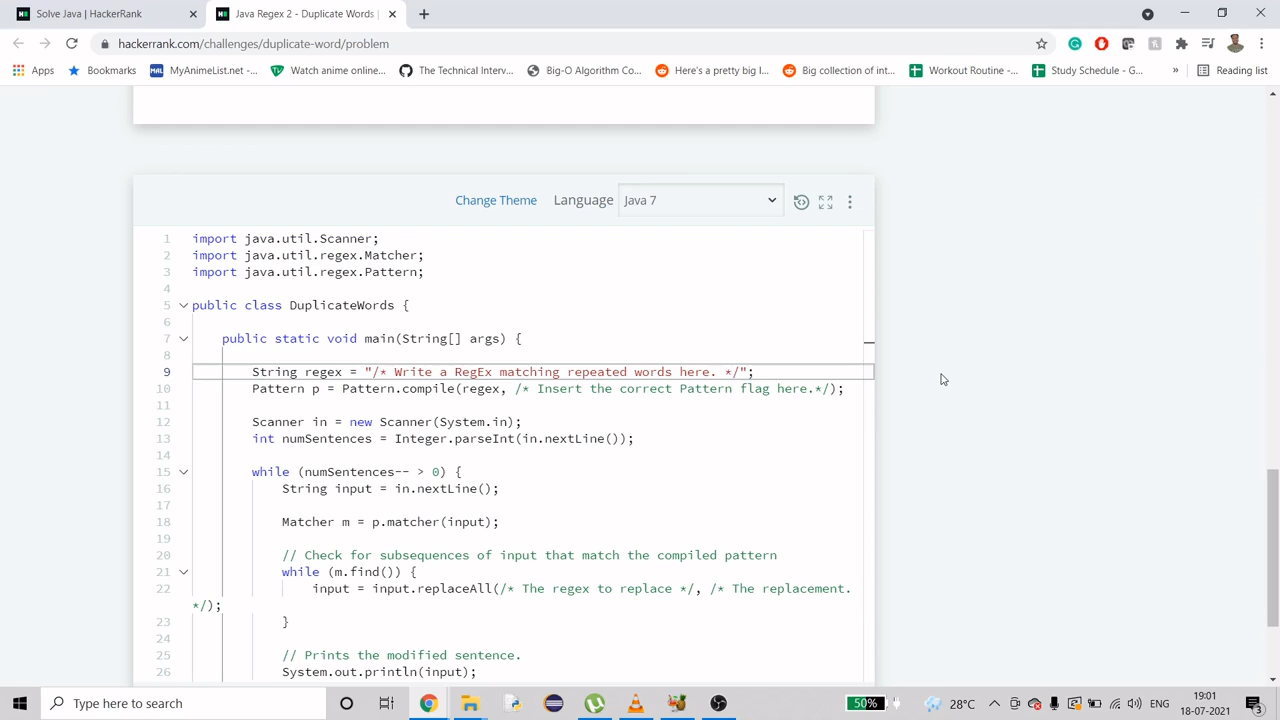 Solve Java | HackerRank
Java Regex 2 - Duplicate Words |
hackerrank.com/challenges/duplicate-word/problem
Apps
Bookmarks
MyAnimeList.net -...
Watch anime online...
The Technical Interv...
Big-O Algorithm Co...
Here's a pretty big l...
Big collection of int...
Workout Routine -...
Study Schedule - G...
»
Reading list
Change Theme Language Java 7
1 import java.util.Scanner;
2 import java.util.regex.Matcher;
3 import java.util.regex.Pattern;
4
5 public class DuplicateWords {
6
7 public static void main(String[] args) {
8
9 String regex = "/* Write a RegEx matching repeated words here. */";
10 Pattern p = Pattern.compile(regex, /* Insert the correct Pattern flag here.*/);
11
12 Scanner in = new Scanner(System.in);
13 int numSentences = Integer.parseInt(in.nextLine());
14
15 while (numSentences-- > 0) {
16 String input = in.nextLine();
17
18 Matcher m = p.matcher(input);
19
20 // Check for subsequences of input that match the compiled pattern
21 while (m.find()) {
22 input = input.replaceAll(/* The regex to replace */, /* The replacement.
*/);
23 }
24
25 // Prints the modified sentence.
26 System.out.println(input);
Type here to
50%
28°C
ENG
19:01
18-07-2021
3